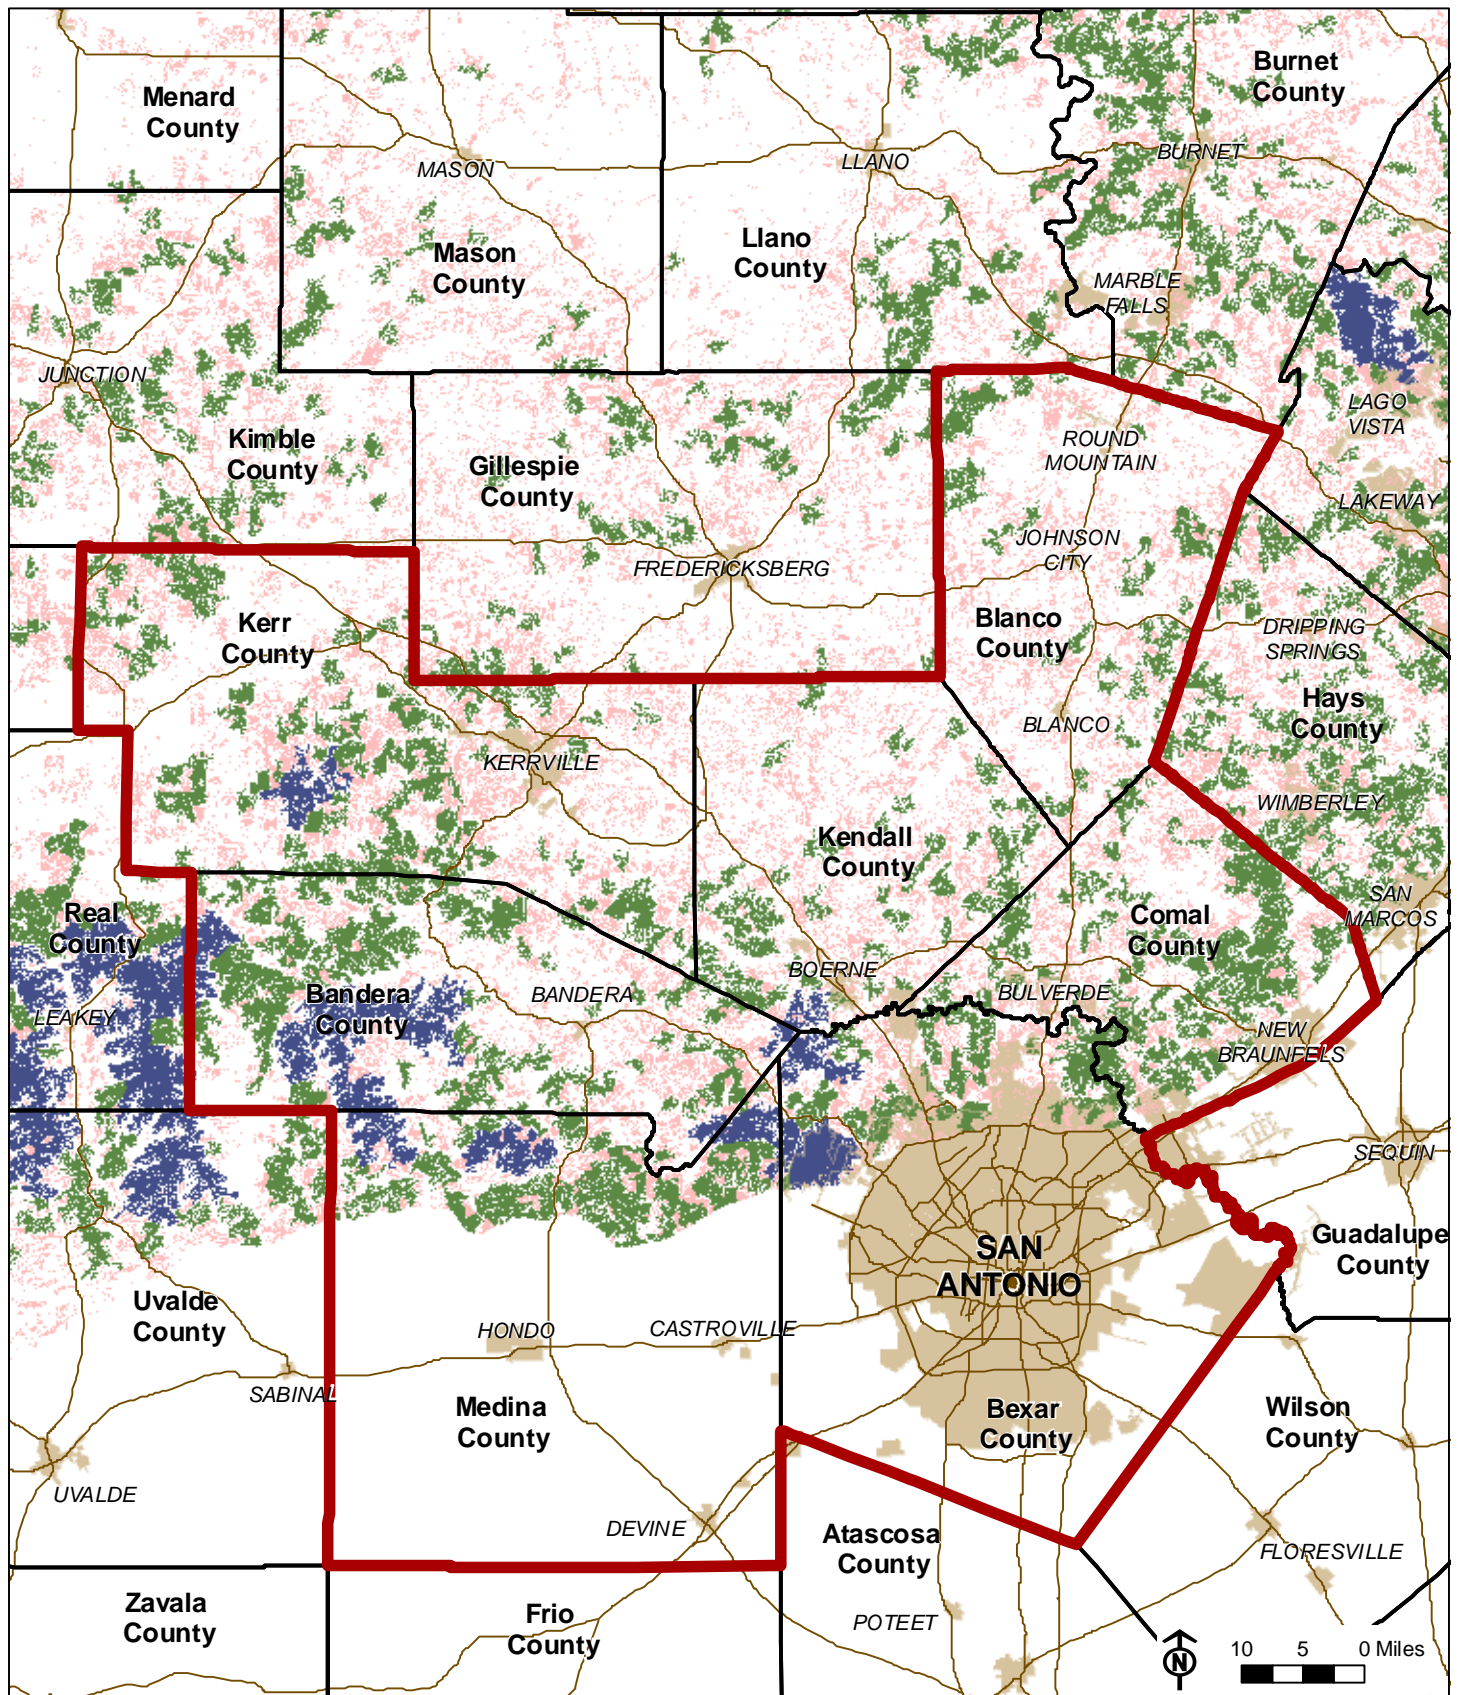 Burnet
County
Menard
County
MASON
LLANO
BURNET
Mason
County
Llano
County
MARBLE
FALLS
JUNCTION
LAGO
VISTA
Kimble
County
Gillespie
County
ROUND
MOUNTAIN
LAKEWAY
JOHNSON
CITY
FREDERICKSBERG
Kerr
County
Blanco
County
DRIPPING
SPRINGS
Hays
County
BLANCO
KERRVILLE
WIMBERLEY
Kendall
County
Real
County
Comal
County
SAN
MARCOS
BOERNE
Bandera
County
BANDERA
BULVERDE
LEAKEY
NEW
BRAUNFELS
SEQUIN
SAN
ANTONIO
Guadalupe
County
Uvalde
County
HONDO
CASTROVILLE
SABINAL
Medina
County
Bexar
County
Wilson
County
UVALDE
DEVINE
Atascosa
County
FLORESVILLE
Zavala
County
Frio
County
POTEET
N
10 5 0 Miles